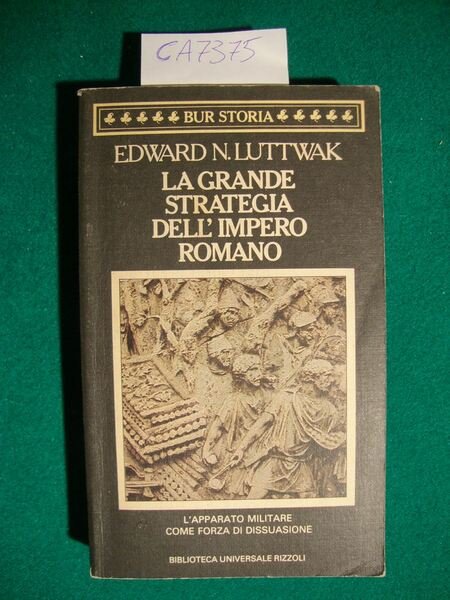 CA7375
BUR STORIA
EDWARD N. LUTTWAK
LA GRANDE
STRATEGIA
DELL'IMPERO
ROMANO
L'APPARATO MILITARE
COME FORZA DI DISSUASIONE
BIBLIOTECA UNIVERSALE RIZZOLI